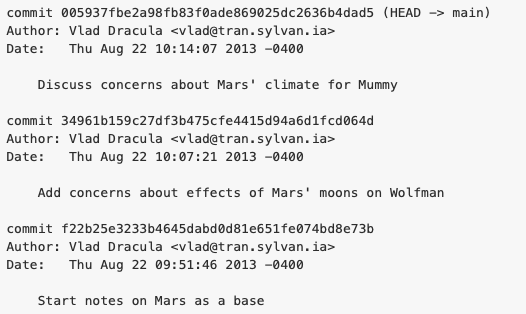 commit 005937fbe2a98fb83f0ade869025dc2636b4dad5 (HEAD -> main)
Author: Vlad Dracula <vlad@tran.sylvan.ia>
Date:   Thu Aug 22 10:14:07 2013 -0400
    Discuss concerns about Mars' climate for Mummy
commit 34961b159c27df3b475cfe4415d94a6d1fcd064d
Author: Vlad Dracula <vlad@tran.sylvan.ia>
Date:   Thu Aug 22 10:07:21 2013 -0400
    Add concerns about effects of Mars' moons on Wolfman
commit f22b25e3233b4645dabd0d81e651fe074bd8e73b
Author: Vlad Dracula <vlad@tran.sylvan.ia>
Date:   Thu Aug 22 09:51:46 2013 -0400
    Start notes on Mars as a base